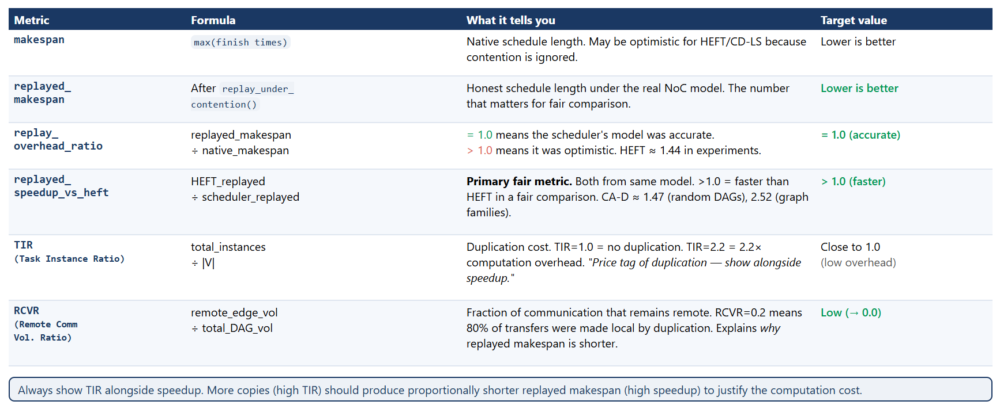 Metric Formula What it tells you Target value
makespan max(finish times) Native schedule length. May be optimistic for HEFT/CD-LS because Lower is better
contention is ignored.
replayed_ After replay_under_ Honest schedule length under the real NoC model. The number Lower is better
makespan contention() that matters for fair comparison.
replay_ replayed_makespan = 1.0 means the scheduler's model was accurate. = 1.0 (accurate)
overhead_ratio ÷ native_makespan > 1.0 means it was optimistic. HEFT ≈ 1.44 in experiments.
replayed_ HEFT_replayed Primary fair metric. Both from same model. >1.0 = faster than > 1.0 (faster)
speedup_vs_heft ÷ scheduler_replayed HEFT in a fair comparison. CA-D ≈ 1.47 (random DAGs), 2.52 (graph
families).
TIR total_instances Duplication cost. TIR=1.0 = no duplication. TIR=2.2 = 2.2× Close to 1.0
(Task Instance Ratio) ÷ |V| computation overhead. "Price tag of duplication — show alongside (low overhead)
speedup."
RCVR remote_edge_vol Fraction of communication that remains remote. RCVR=0.2 means Low (→ 0.0)
(Remote Comm ÷ total_DAG_vol 80% of transfers were made local by duplication. Explains why
Vol. Ratio) replayed makespan is shorter.
Always show TIR alongside speedup. More copies (high TIR) should produce proportionally shorter replayed makespan (high speedup) to justify the computation cost.